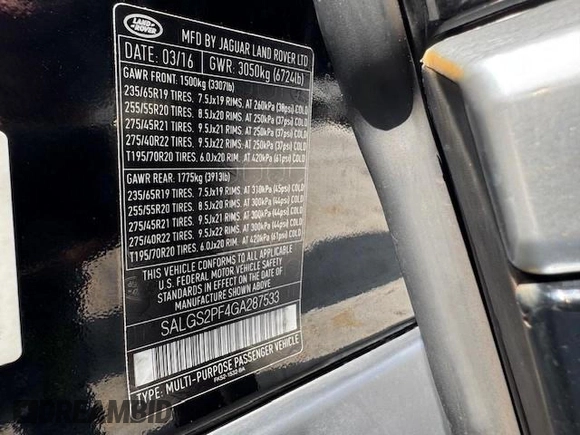 LAND ROVER
MFD BY JAGUAR LAND ROVER LTD
DATE: 03/16 GWR: 3050kg (6724lb)
GAWR FRONT: 1500kg (3307lb)
235/65R19 TIRES. 7.5Jx19 RIMS. AT 260kPa (38psi) COLD
255/55R20 TIRES. 8.5Jx20 RIMS. AT 250kPa (37psi) COLD
275/45R21 TIRES. 9.5Jx21 RIMS. AT 250kPa (37psi) COLD
275/40R22 TIRES. 9.5Jx22 RIMS. AT 250kPa (37psi) COLD
T195/70R20 TIRES. 6.0Jx20 RIM. AT 420kPa (61psi) COLD
GAWR REAR: 1775kg (3913lb)
235/65R19 TIRES. 7.5Jx19 RIMS. AT 310kPa (45psi) COLD
255/55R20 TIRES. 8.5Jx20 RIMS. AT 300kPa (44psi) COLD
275/45R21 TIRES. 9.5Jx21 RIMS. AT 300kPa (44psi) COLD
275/40R22 TIRES. 9.5Jx22 RIMS. AT 300kPa (44psi) COLD
T195/70R20 TIRES. 6.0Jx20 RIM. AT 420kPa (61psi) COLD
THIS VEHICLE CONFORMS TO ALL APPLICABLE
U.S. FEDERAL MOTOR VEHICLE SAFETY
STANDARDS IN EFFECT ON THE DATE OF
MANUFACTURE SHOWN ABOVE.
SALGS2PF4GA287533
TYPE: MULTI-PURPOSE PASSENGER VEHICLE